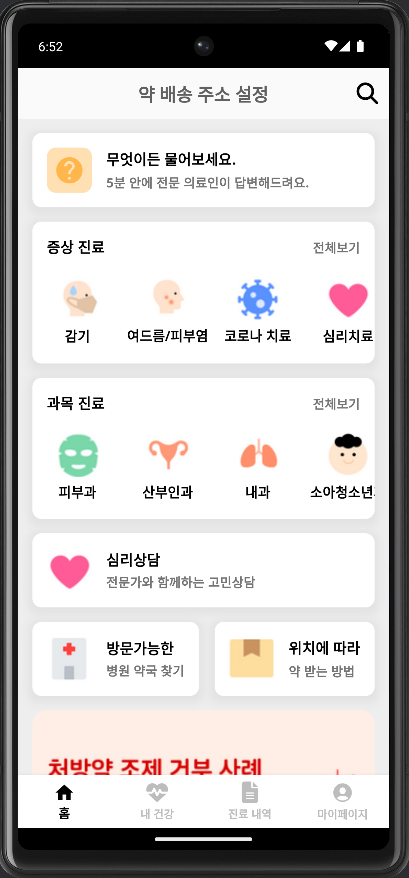 6:52
약 배송 주소 설정
무엇이든 물어보세요.
5분 안에 전문 의료인이 답변해드려요.
증상 진료 전체보기
감기 여드름/피부염 코로나 치료 심리치료
과목 진료 전체보기
피부과 산부인과 내과 소아청소년
심리상담
전문가와 함께하는 고민상담
방문가능한 위치에 따라
병원 약국 찾기 약 받는 방법
처방약 조제 거부 사례
홈 내 건강 진료 내역 마이페이지